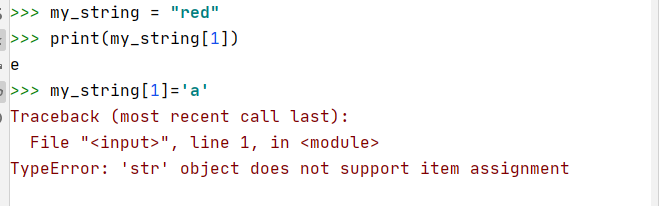 >>> my_string = "red"
>>> print(my_string[1])
e
>>> my_string[1]='a'
Traceback (most recent call last):
  File "<input>", line 1, in <module>
TypeError: 'str' object does not support item assignment